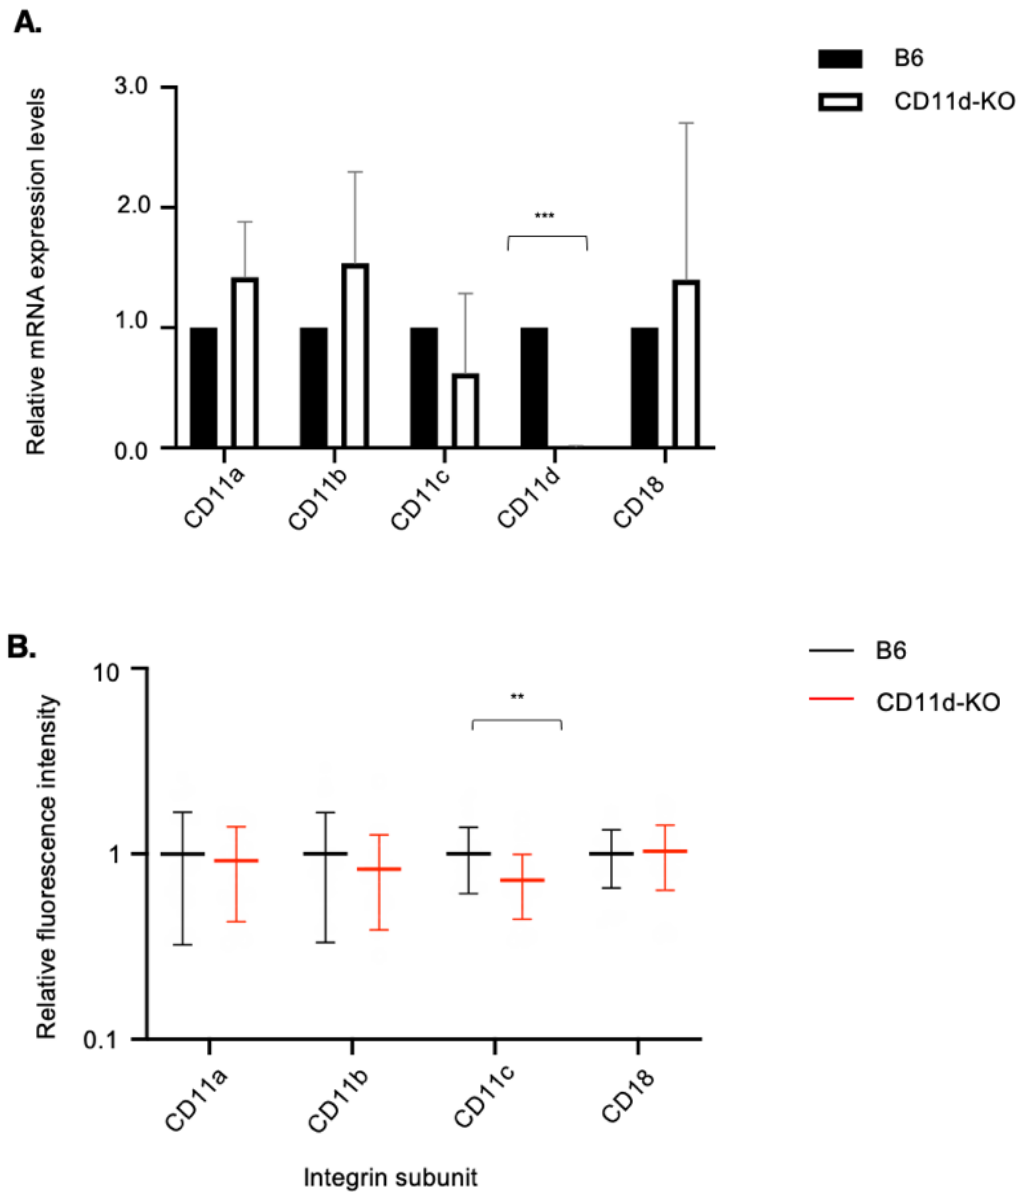 A.
B6
CD11d-KO
Relative mRNA expression levels
3.0
2.0
1.0
0.0
***
CD11a
CD11b
CD11c
CD11d
CD18
B.
B6
CD11d-KO
Relative fluorescence intensity
10
1
0.1
**
CD11a
CD11b
CD11c
CD18
Integrin subunit